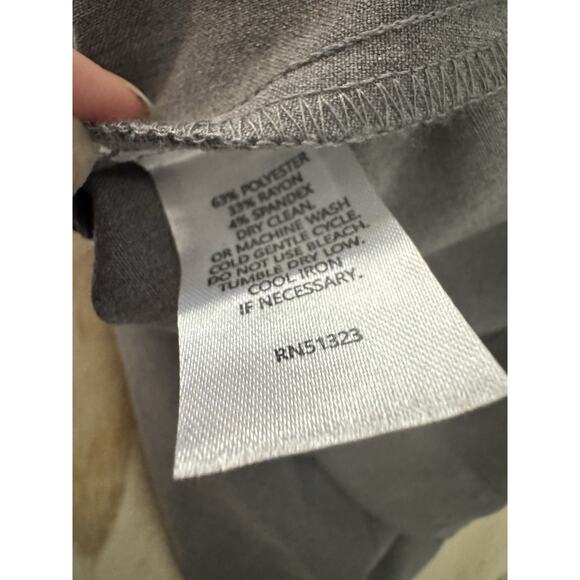 63% POLYESTER
33% RAYON
4% SPANDEX
DRY CLEAN.
OR MACHINE WASH
COLD GENTLE CYCLE.
DO NOT USE BLEACH.
TUMBLE DRY LOW.
COOL IRON
IF NECESSARY.
RN51323